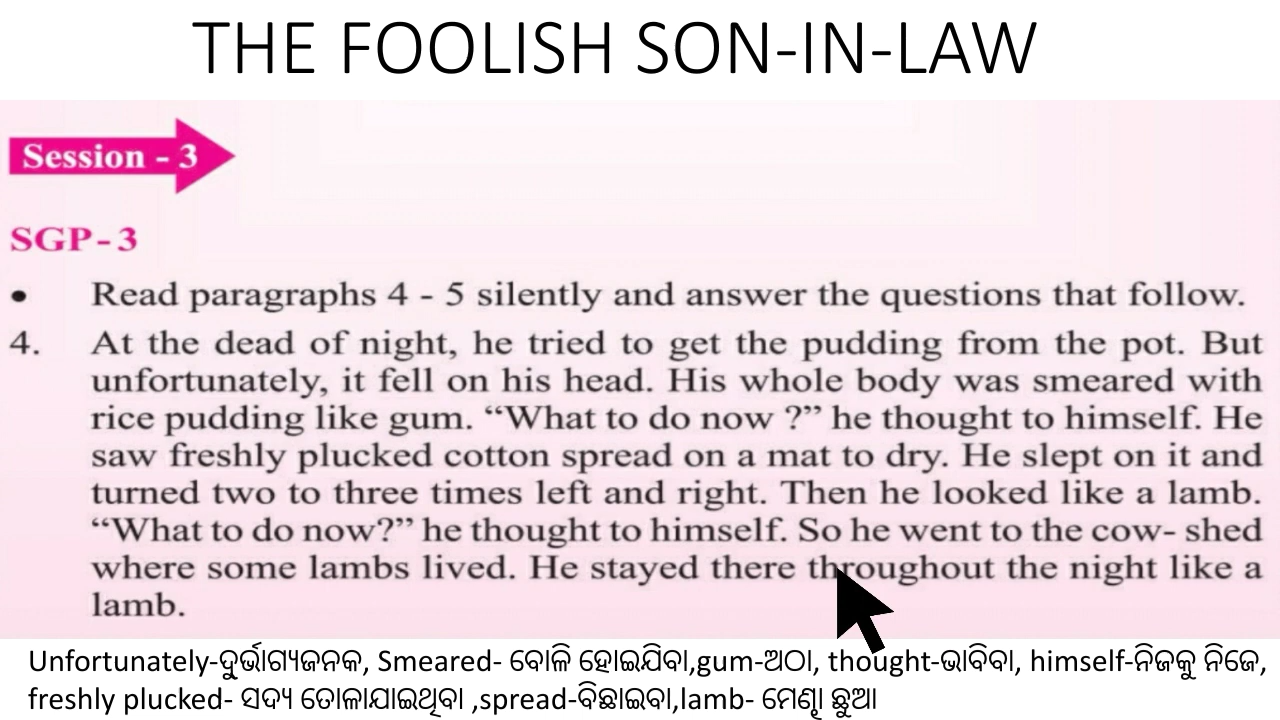 THE FOOLISH SON-IN-LAW
Session - 3
SGP - 3
• Read paragraphs 4 - 5 silently and answer the questions that follow.
4. At the dead of night, he tried to get the pudding from the pot. But
unfortunately, it fell on his head. His whole body was smeared with
rice pudding like gum. “What to do now ?” he thought to himself. He
saw freshly plucked cotton spread on a mat to dry. He slept on it and
turned two to three times left and right. Then he looked like a lamb.
“What to do now?” he thought to himself. So he went to the cow- shed
where some lambs lived. He stayed there throughout the night like a
lamb.
Unfortunately-ଦୁର୍ଭାଗ୍ୟଜନକ, Smeared- ବୋଳି ହୋଇଯିବା,gum-ଅଠା, thought-ଭାବିବା, himself-ନିଜକୁ ନିଜେ,
freshly plucked- ସଦ୍ୟ ତୋଳାଯାଇଥିବା ,spread-ବିଛାଇବା,lamb- ମେଣ୍ଢା ଛୁଆ